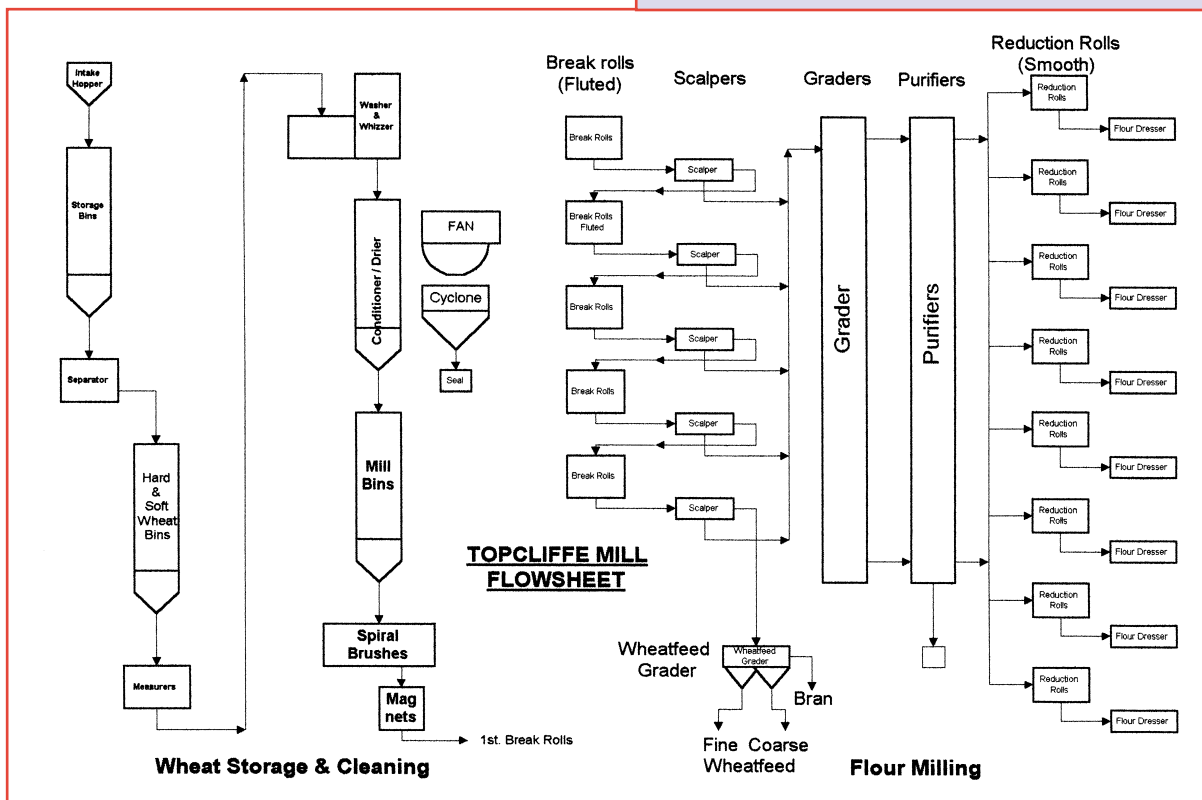 Intake
Hopper
Storage
Bins
Separator
Hard
&
Soft
Wheat
Bins
Measurers
Washer
&
Whizzer
Conditioner / Drier
FAN
Cyclone
Seal
Mill
Bins
Spiral
Brushes
Mag
nets
1st. Break Rolls
Wheat Storage & Cleaning
TOPCLIFFE MILL
FLOWSHEET
Break rolls
(Fluted)
Scalpers
Graders
Purifiers
Reduction Rolls
(Smooth)
Break Rolls
Scalper
Break Rolls
Fluted
Scalper
Break Rolls
Scalper
Break Rolls
Scalper
Break Rolls
Scalper
Grader
Purifiers
Reduction
Rolls
Flour Dresser
Reduction
Rolls
Flour Dresser
Reduction
Rolls
Flour Dresser
Reduction
Rolls
Flour Dresser
Reduction
Rolls
Flour Dresser
Reduction
Rolls
Flour Dresser
Reduction
Rolls
Flour Dresser
Reduction
Rolls
Flour Dresser
Wheatfeed
Grader
Wheatfeed
Grader
Bran
Fine Coarse
Wheatfeed
Flour Milling